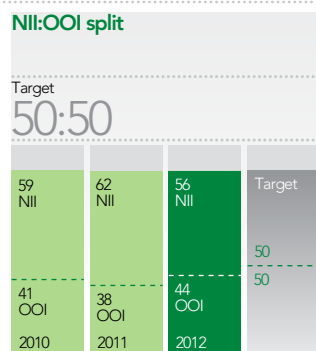 NII:OOI split
Target
50:50
59
NII
41
OOI
2010
62
NII
38
OOI
2011
56
NII
44
OOI
2012
Target
50
50